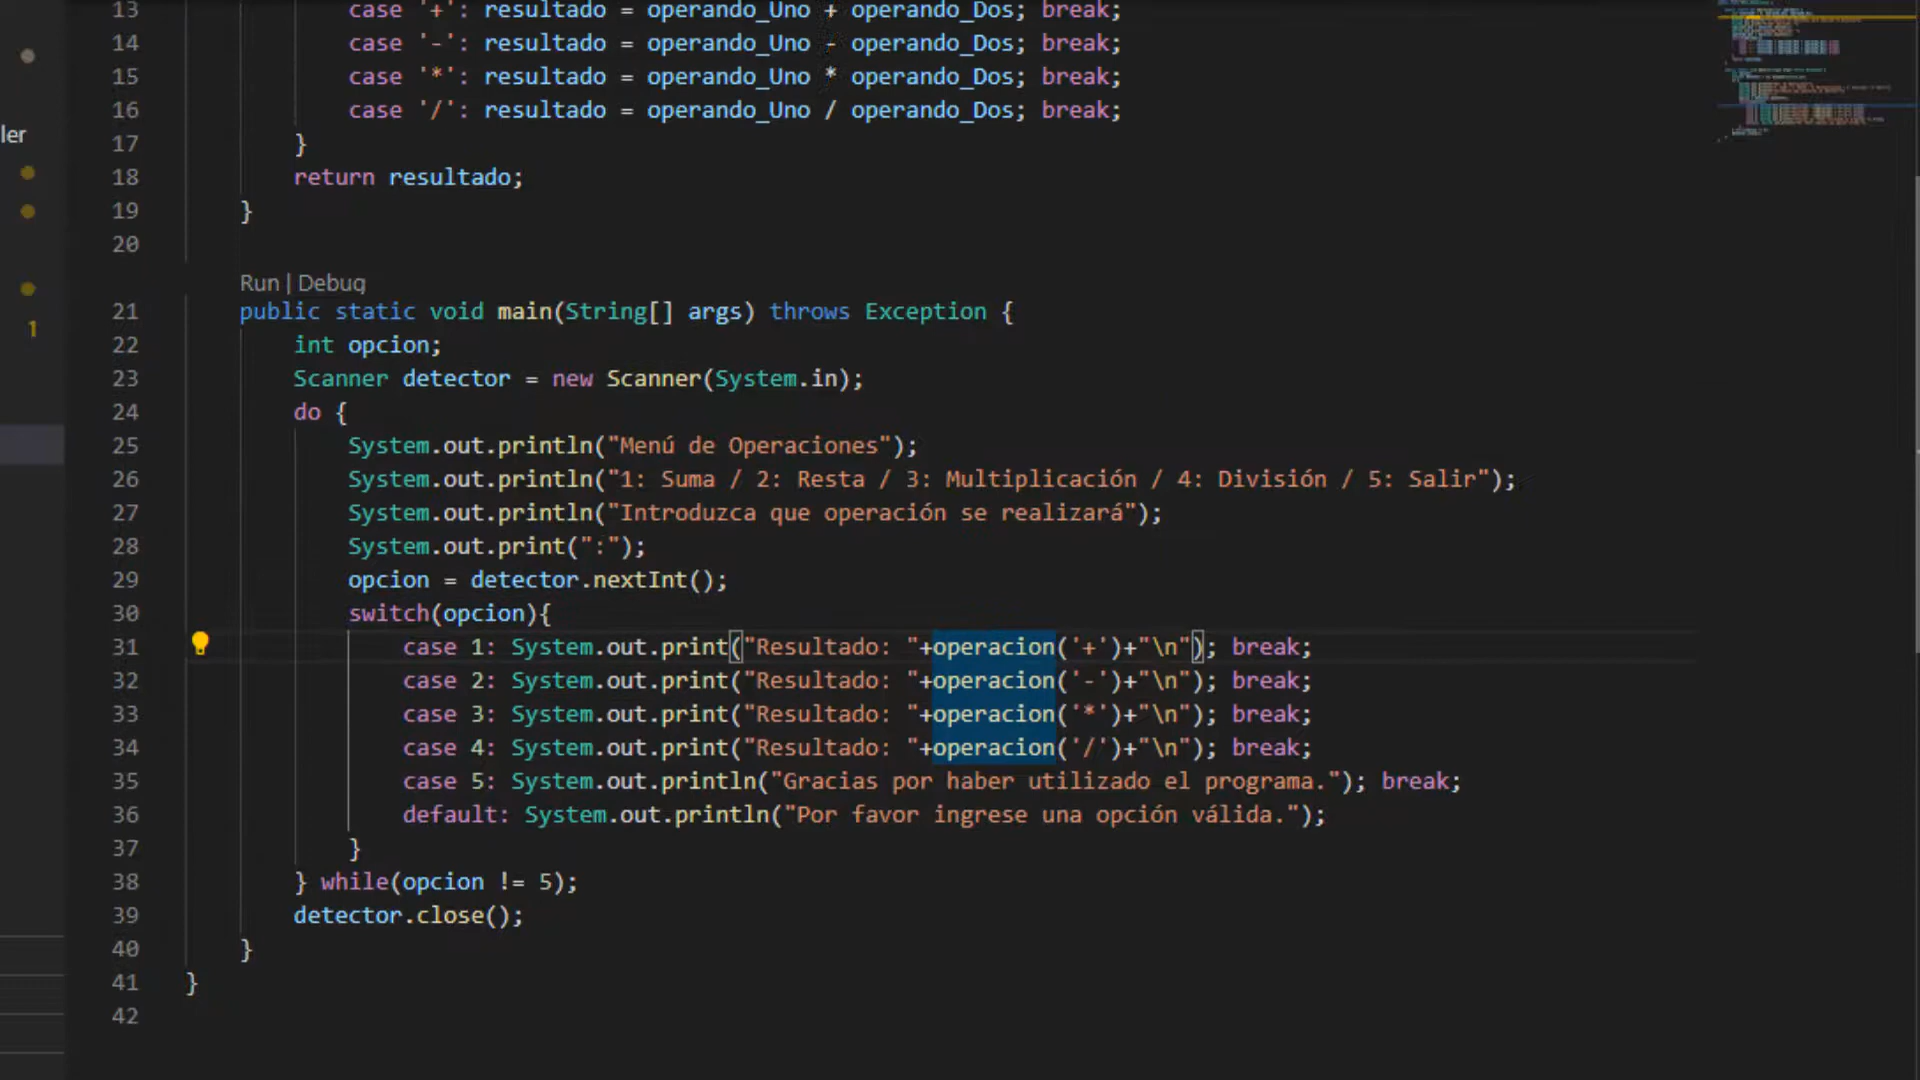 13 case '+': resultado = operando_Uno + operando_Dos; break;
14 case '-': resultado = operando_Uno - operando_Dos; break;
15 case '*': resultado = operando_Uno * operando_Dos; break;
16 case '/': resultado = operando_Uno / operando_Dos; break;
ler
17 }
18 return resultado;
19 }
20
Run | Debug
21 public static void main(String[] args) throws Exception {
1
22 int opcion;
23 Scanner detector = new Scanner(System.in);
24 do {
25 System.out.println("Menú de Operaciones");
26 System.out.println("1: Suma / 2: Resta / 3: Multiplicación / 4: División / 5: Salir");
27 System.out.println("Introduzca que operación se realizará");
28 System.out.print(":");
29 opcion = detector.nextInt();
30 switch(opcion){
31 case 1: System.out.print("Resultado: "+operacion('+')+"\n"); break;
32 case 2: System.out.print("Resultado: "+operacion('-')+"\n"); break;
33 case 3: System.out.print("Resultado: "+operacion('*')+"\n"); break;
34 case 4: System.out.print("Resultado: "+operacion('/')+"\n"); break;
35 case 5: System.out.println("Gracias por haber utilizado el programa."); break;
36 default: System.out.println("Por favor ingrese una opción válida.");
37 }
38 } while(opcion != 5);
39 detector.close();
40 }
41 }
42